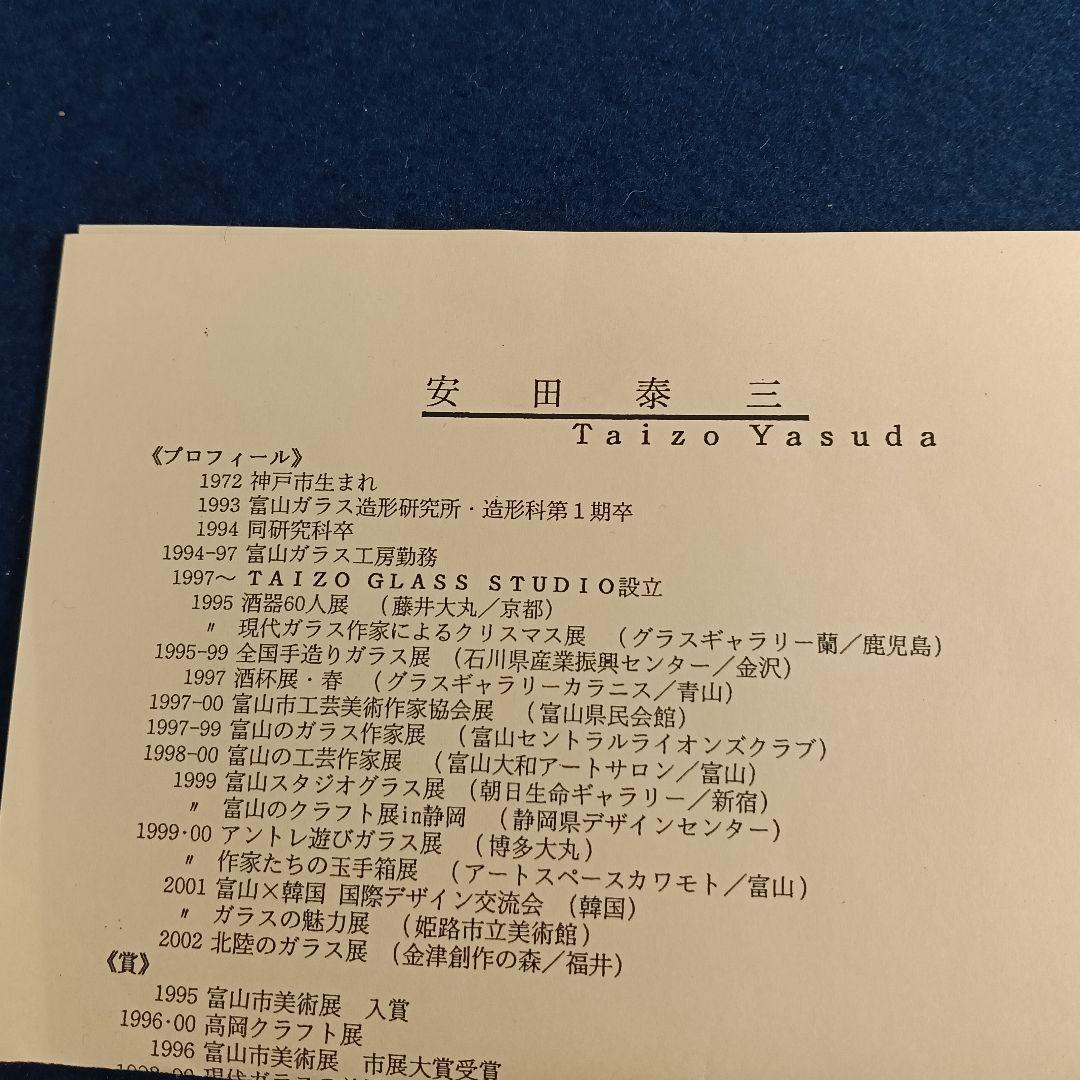 安田泰三
Taizo Yasuda
《プロフィール》
1972 神戸市生まれ
1993 富山ガラス造形研究所・造形科第1期卒
1994 同研究科卒
1994-97 富山ガラス工房勤務
1997～ TAIZO GLASS STUDIO設立
1995 酒器60人展 (藤井大丸／京都)
〃 現代ガラス作家によるクリスマス展 (グラスギャラリー蘭／鹿児島)
1995-99 全国手造りガラス展 (石川県産業振興センター／金沢)
1997 酒杯展・春 (グラスギャラリーカラニス／青山)
1997-00 富山市工芸美術作家協会展 (富山県民会館)
1997-99 富山のガラス作家展 (富山セントラルライオンズクラブ)
1998-00 富山の工芸作家展 (富山大和アートサロン／富山)
1999 富山スタジオグラス展 (朝日生命ギャラリー／新宿)
〃 富山のクラフト展in静岡 (静岡県デザインセンター)
1999・00 アントレ遊びガラス展 (博多大丸)
〃 作家たちの玉手箱展 (アートスペースカワモト／富山)
2001 富山×韓国 国際デザイン交流会 (韓国)
〃 ガラスの魅力展 (姫路市立美術館)
2002 北陸のガラス展 (金津創作の森／福井)
《賞》
1995 富山市美術展 入賞
1996・00 高岡クラフト展
1996 富山市美術展 市展大賞受賞